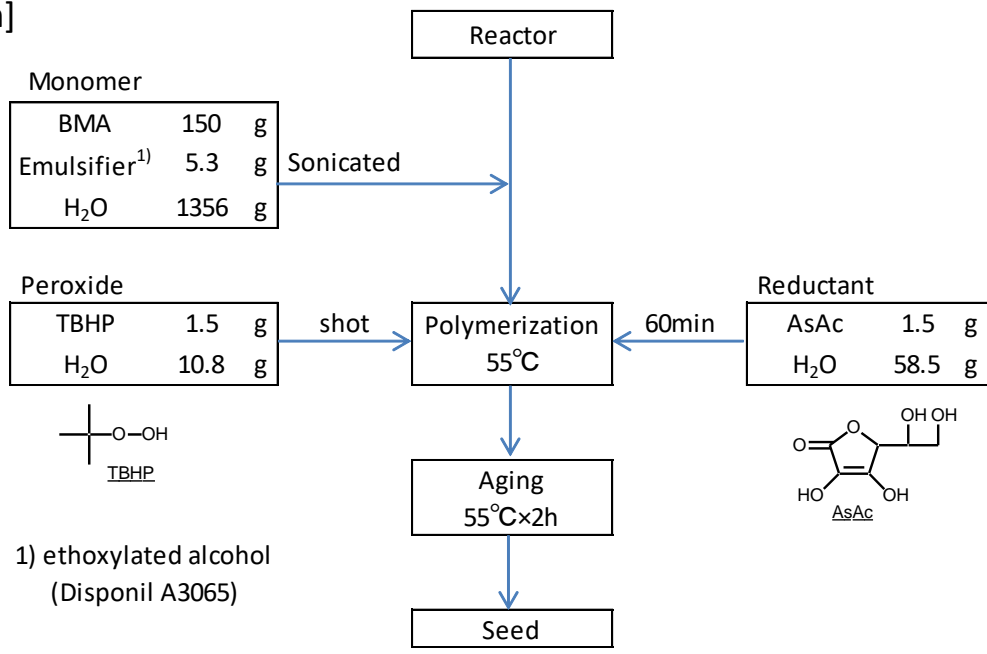 n]
Reactor
Monomer
BMA 150 g
Emulsifier1) 5.3 g
H2O 1356 g
Sonicated
Peroxide
TBHP 1.5 g
H2O 10.8 g
shot
Polymerization
55℃
60min
Reductant
AsAc 1.5 g
H2O 58.5 g
O OH
TBHP
OH OH
O
O
HO OH
AsAc
Aging
55℃×2h
1) ethoxylated alcohol
(Disponil A3065)
Seed